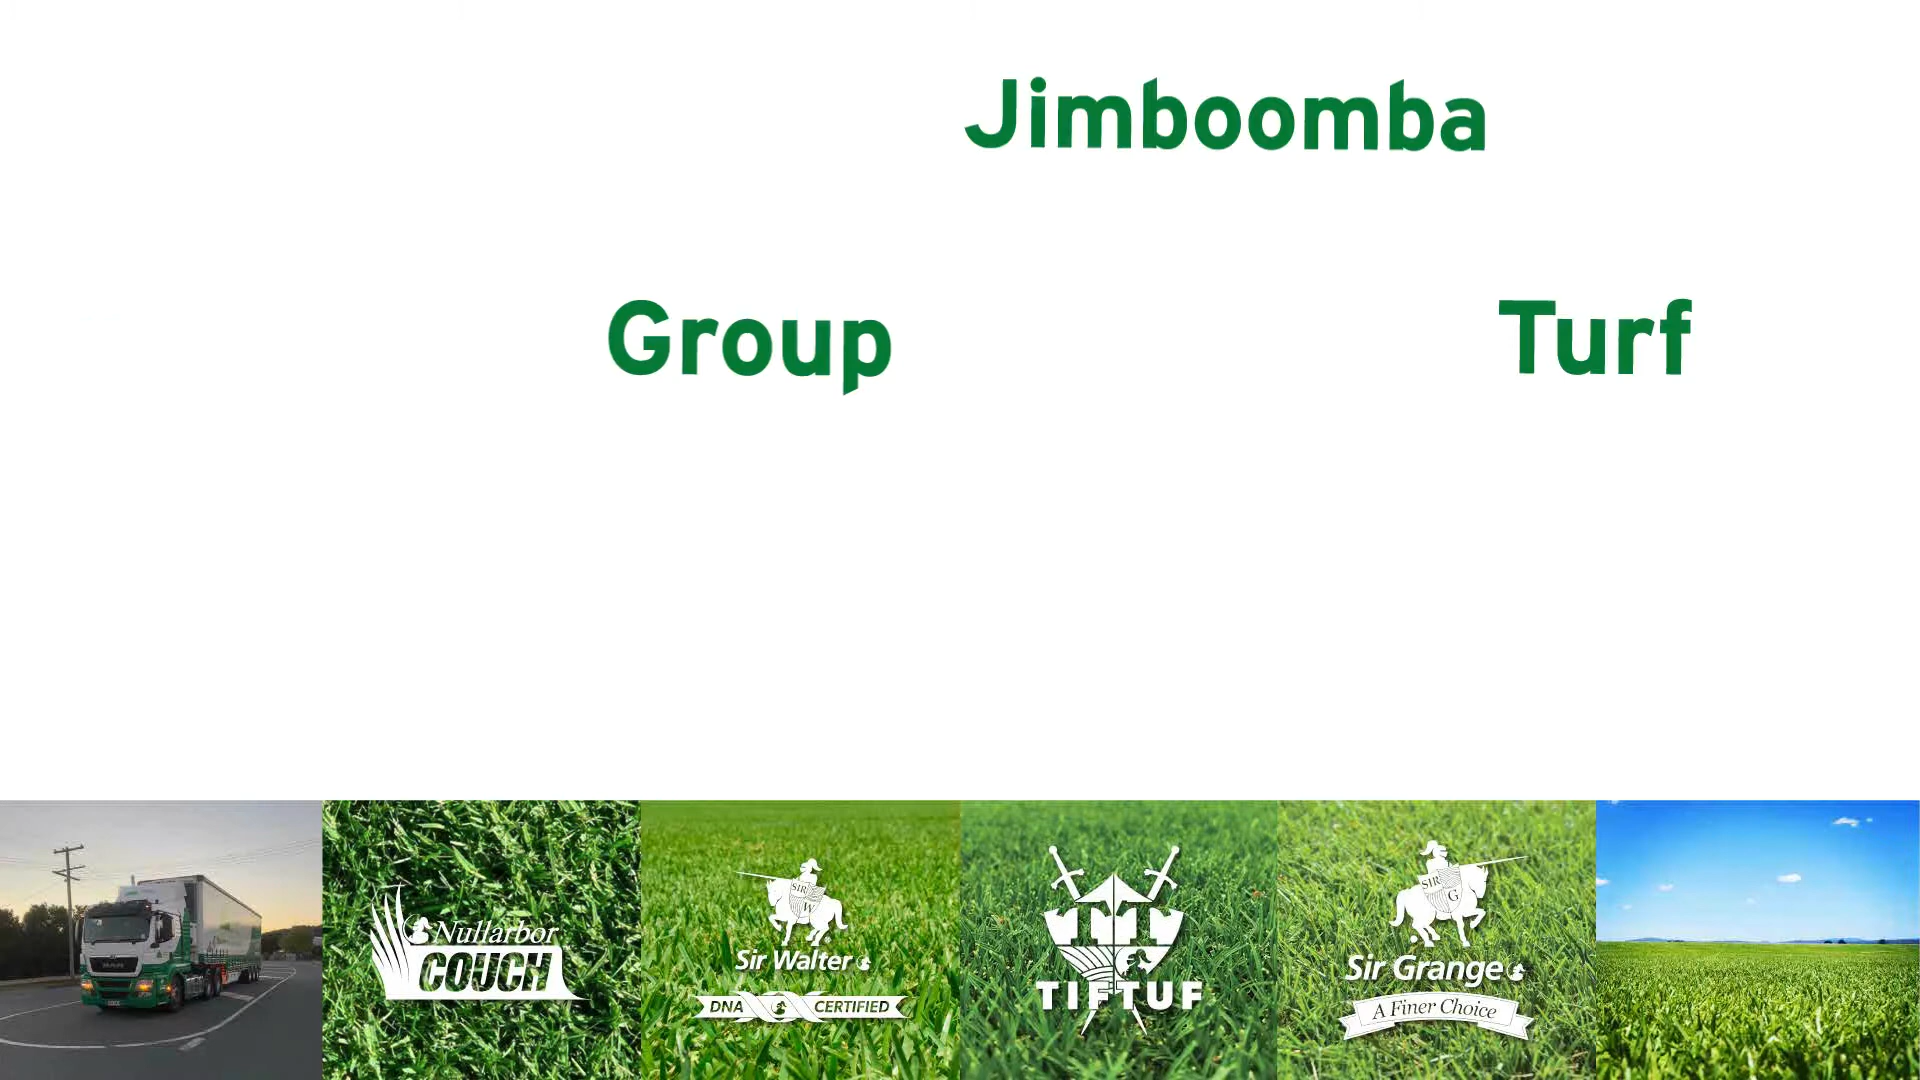 Jimboomba
Group
Turf
Nullarbor
COUCH
SIR
W
Sir Walter
DNA CERTIFIED
TIFTUF
SIR
G
Sir Grange
A Finer Choice